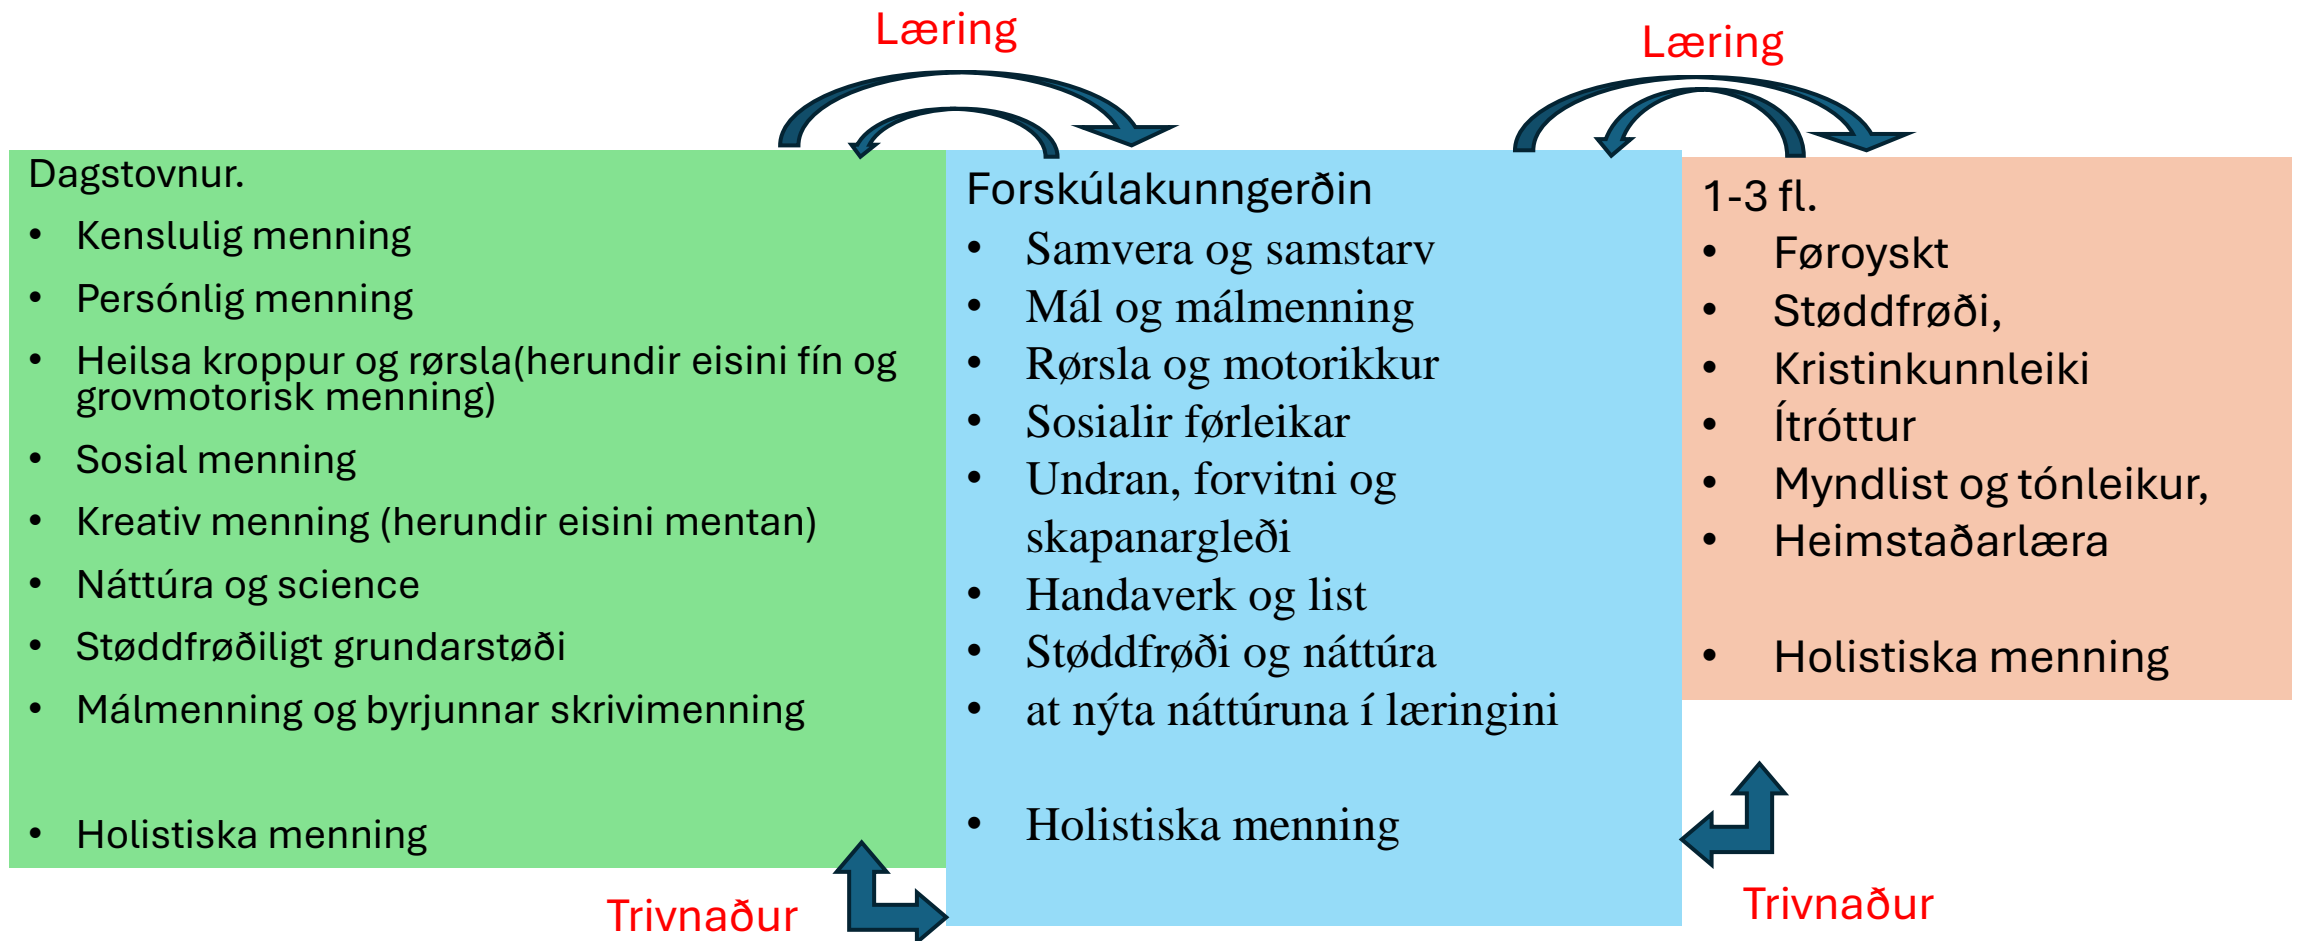 Læring
Læring
Dagstovnur.
• Kenslulig menning
• Persónlig menning
• Heilsa kroppur og rørsla(herundir eisini fín og
grovmotorisk menning)
• Sosial menning
• Kreativ menning (herundir eisini mentan)
• Náttúra og science
• Støddfrøðiligt grundarstøði
• Málmenning og byrjunnar skrivimenning
• Holistiska menning
Forskúlakunngerðin
• Samvera og samstarv
• Mál og málmenning
• Rørsla og motorikkur
• Sosialir førleikar
• Undran, forvitni og
skapanargleði
• Handaverk og list
• Støddfrøði og náttúra
• at nýta náttúruna í læringini
• Holistiska menning
1-3 fl.
• Føroyskt
• Støddfrøði,
• Kristinkunnleiki
• Ítróttur
• Myndlist og tónleikur,
• Heimstaðarlæra
• Holistiska menning
Trivnaður
Trivnaður